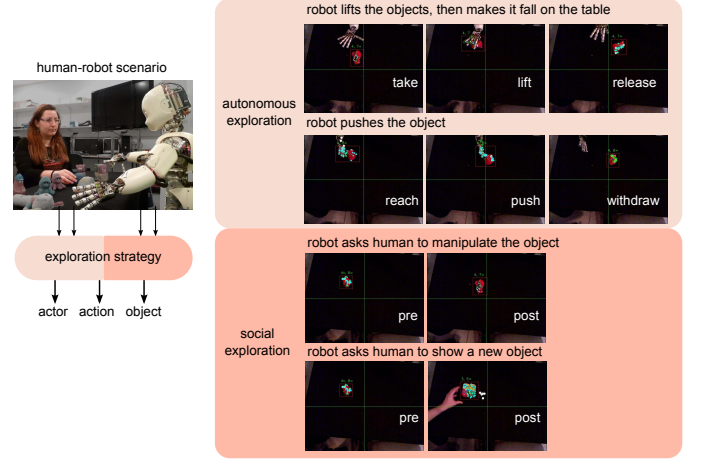 human-robot scenario
exploration strategy
actor
action
object
autonomous
exploration
robot lifts the objects, then makes it fall on the table
take
lift
release
robot pushes the object
reach
push
withdraw
social
exploration
robot asks human to manipulate the object
pre
post
robot asks human to show a new object
pre
post